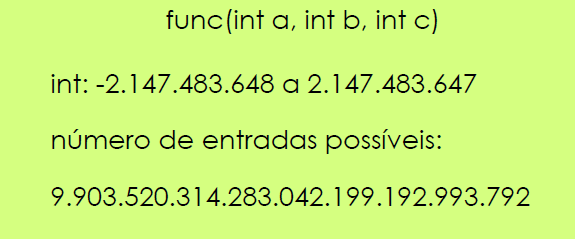 func(int a, int b, int c)
int: -2.147.483.648 a 2.147.483.647
número de entradas possíveis:
9.903.520.314.283.042.199.192.993.792